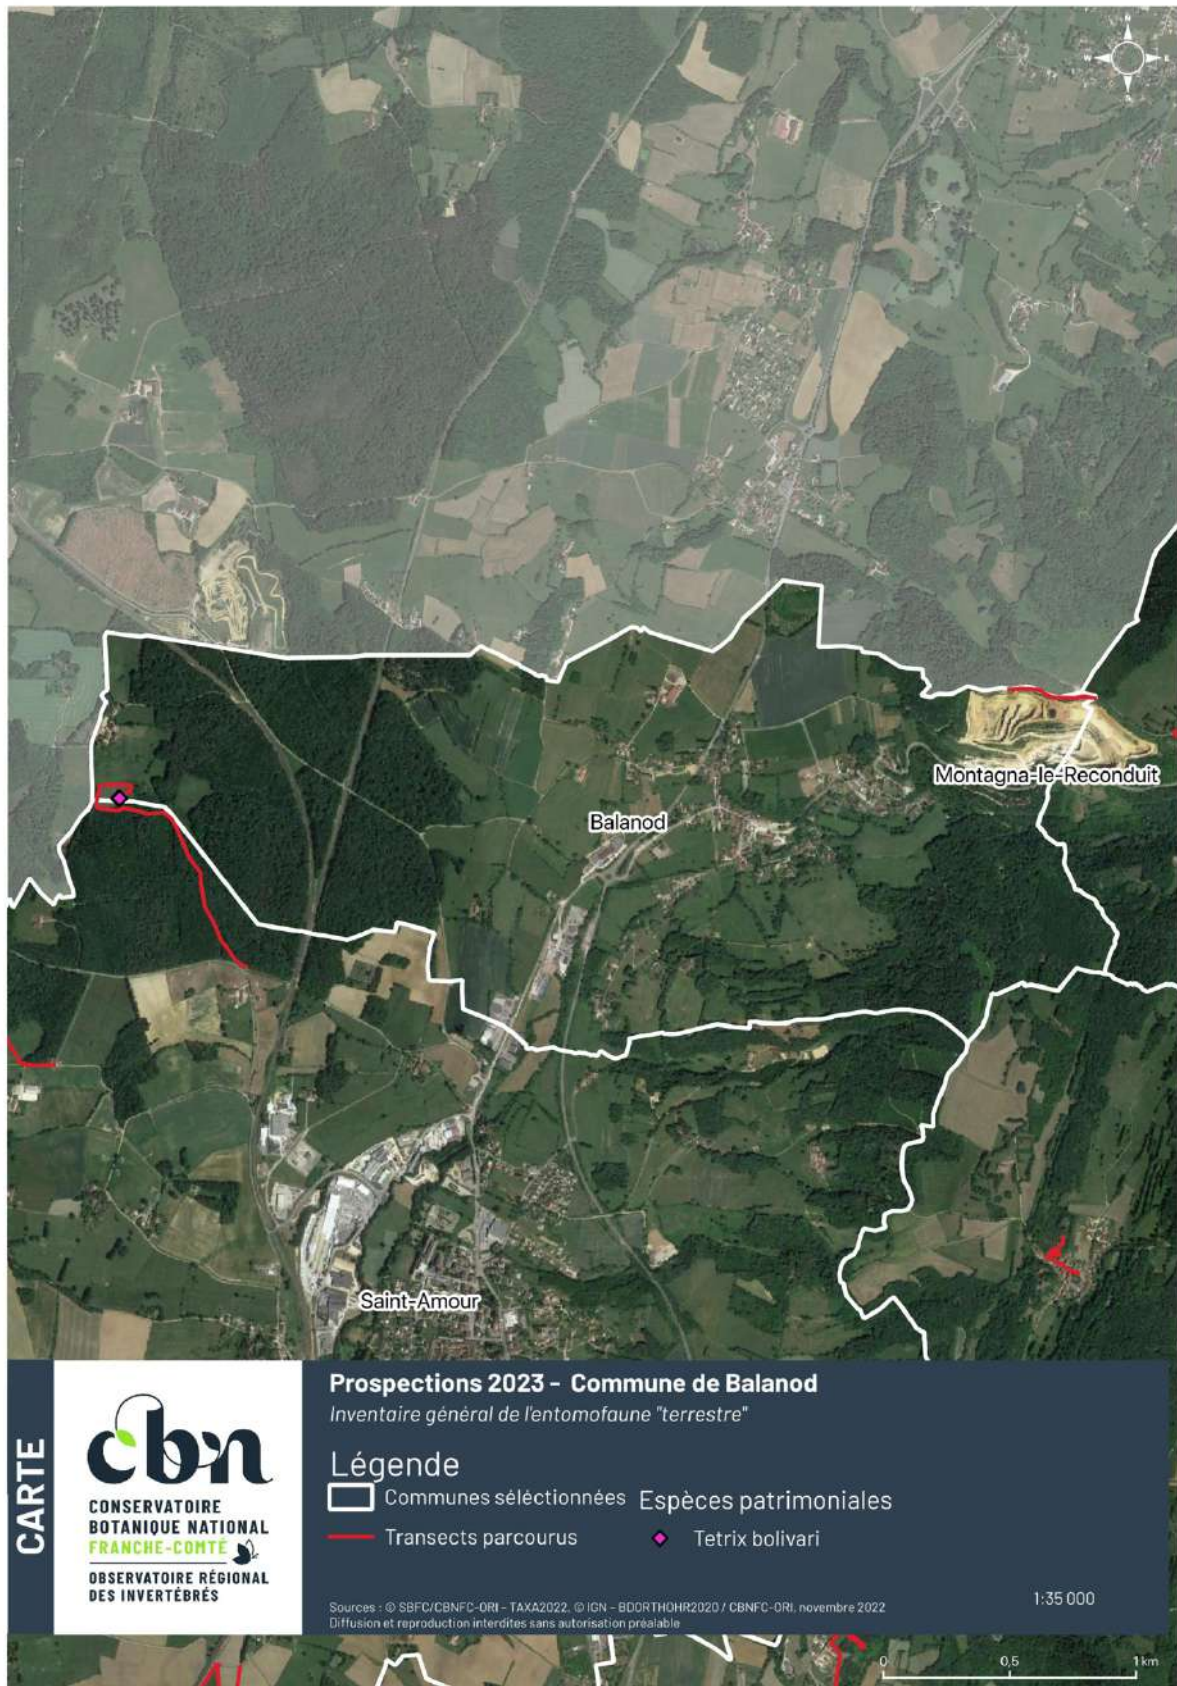 N
W
E
S
Montagna-le-Reconduit
Balanod
Saint-Amour
CARTE
cbn
CONSERVATOIRE
BOTANIQUE NATIONAL
FRANCHE-COMTÉ
OBSERVATOIRE RÉGIONAL
DES INVERTÉBRÉS
Prospections 2023 - Commune de Balanod
Inventaire général de l'entomofaune "terrestre"
Légende
Communes séléctionnées
Espèces patrimoniales
Transects parcourus
Tetrix bolivari
Sources : © SBFC/CBNFC-ORI - TAXA2022, © IGN - BDORTHOHR2020 / CBNFC-ORI, novembre 2022
Diffusion et reproduction interdites sans autorisation préalable
1:35 000
0 0,5 1 km